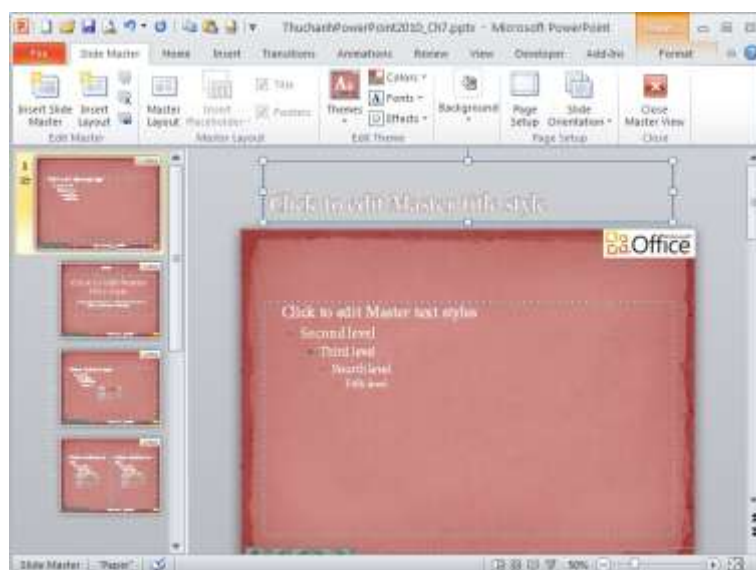 ThuchanhPowerPoint2010_Ch7.pptx - Microsoft PowerPoint
File Slide Master Home Insert Transitions Animations Review View Developer Add-Ins Format
Insert Slide Master
Insert Layout
Master Layout
Insert Placeholder
Title
Footers
Themes
Colors
Fonts
Effects
Background
Page Setup
Slide Orientation
Close Master View
Edit Master
Master Layout
Edit Theme
Page Setup
Close
1
Click to edit Master title style
Office
Click to edit Master text styles
Second level
Third level
Fourth level
Fifth level
Slide Master "Paper" 50%